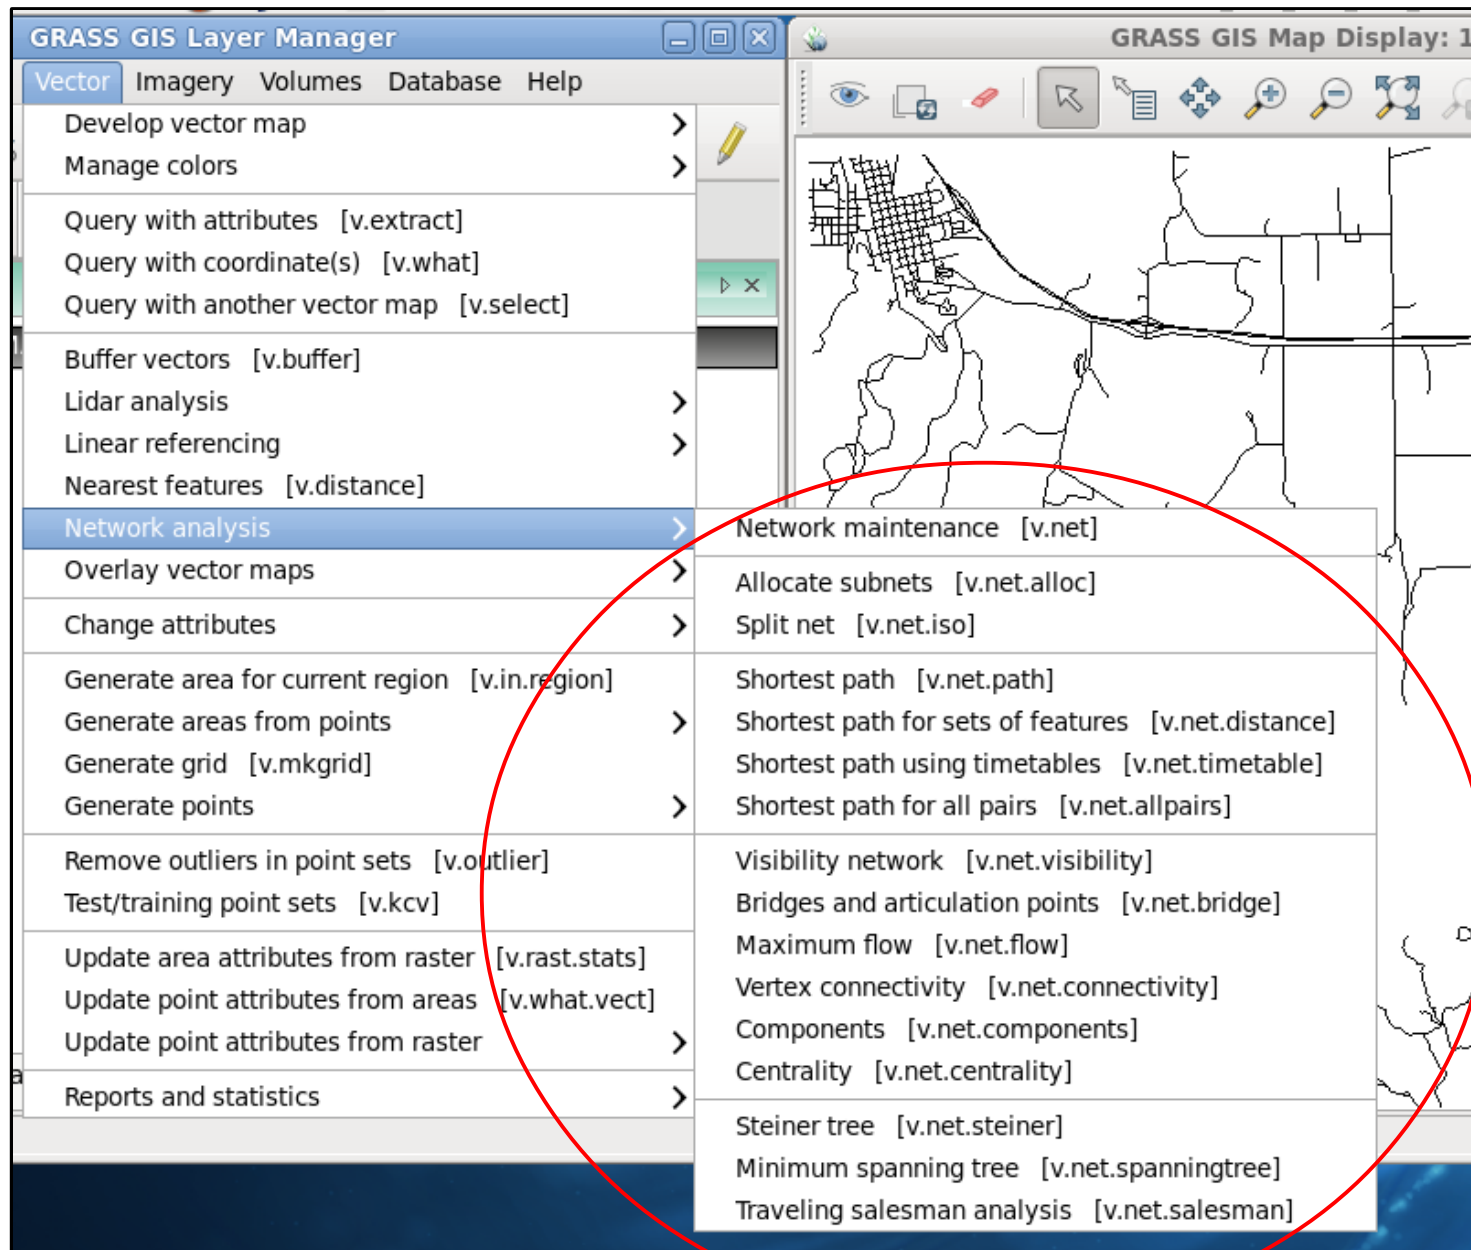 GRASS GIS Layer Manager
GRASS GIS Map Display: 1
Vector Imagery Volumes Database Help
Develop vector map
Manage colors
Query with attributes [v.extract]
Query with coordinate(s) [v.what]
Query with another vector map [v.select]
Buffer vectors [v.buffer]
Lidar analysis
Linear referencing
Nearest features [v.distance]
Network analysis
Overlay vector maps
Change attributes
Generate area for current region [v.in.region]
Generate areas from points
Generate grid [v.mkgrid]
Generate points
Remove outliers in point sets [v.outlier]
Test/training point sets [v.kcv]
Update area attributes from raster [v.rast.stats]
Update point attributes from areas [v.what.vect]
Update point attributes from raster
Reports and statistics
Network maintenance [v.net]
Allocate subnets [v.net.alloc]
Split net [v.net.iso]
Shortest path [v.net.path]
Shortest path for sets of features [v.net.distance]
Shortest path using timetables [v.net.timetable]
Shortest path for all pairs [v.net.allpairs]
Visibility network [v.net.visibility]
Bridges and articulation points [v.net.bridge]
Maximum flow [v.net.flow]
Vertex connectivity [v.net.connectivity]
Components [v.net.components]
Centrality [v.net.centrality]
Steiner tree [v.net.steiner]
Minimum spanning tree [v.net.spanningtree]
Traveling salesman analysis [v.net.salesman]